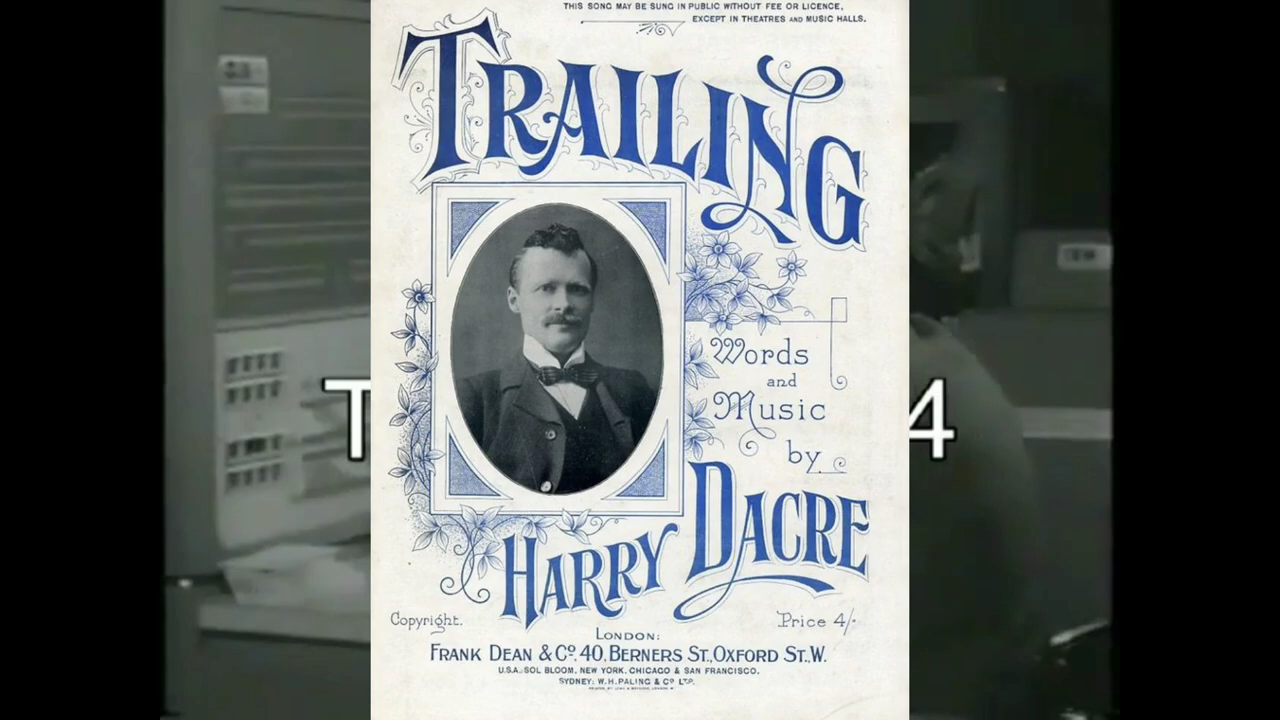 THIS SONG MAY BE SUNG IN PUBLIC WITHOUT FEE OR LICENCE,
EXCEPT IN THEATRES AND MUSIC HALLS.
TRAILING
Words
and
Music
by
HARRY DACRE
T
4
Copyright.
Price 4/-
LONDON:
FRANK DEAN & Cº, 40, BERNERS ST., OXFORD ST., W.
U.S.A. SOL BLOOM, NEW YORK, CHICAGO & SAN FRANCISCO.
SYDNEY: W. H. PALING & Cº LTD.